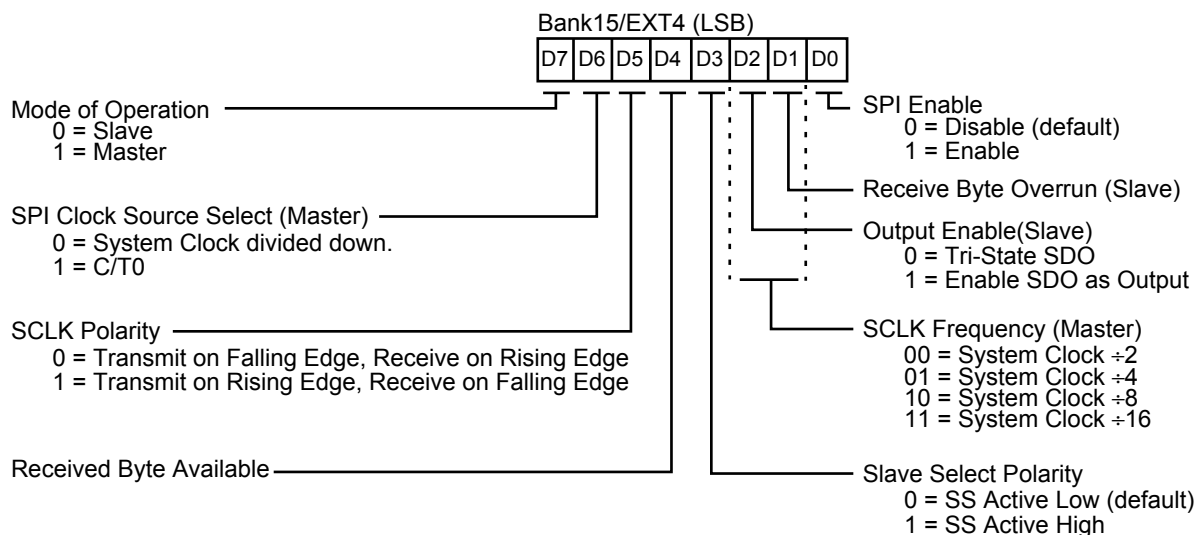 Bank15/EXT4 (LSB)
D7 D6 D5 D4 D3 D2 D1 D0
Mode of Operation
0 = Slave
1 = Master
SPI Clock Source Select (Master)
0 = System Clock divided down.
1 = C/T0
SCLK Polarity
0 = Transmit on Falling Edge, Receive on Rising Edge
1 = Transmit on Rising Edge, Receive on Falling Edge
Received Byte Available
SPI Enable
0 = Disable (default)
1 = Enable
Receive Byte Overrun (Slave)
Output Enable(Slave)
0 = Tri-State SDO
1 = Enable SDO as Output
SCLK Frequency (Master)
00 = System Clock ÷2
01 = System Clock ÷4
10 = System Clock ÷8
11 = System Clock ÷16
Slave Select Polarity
0 = SS Active Low (default)
1 = SS Active High